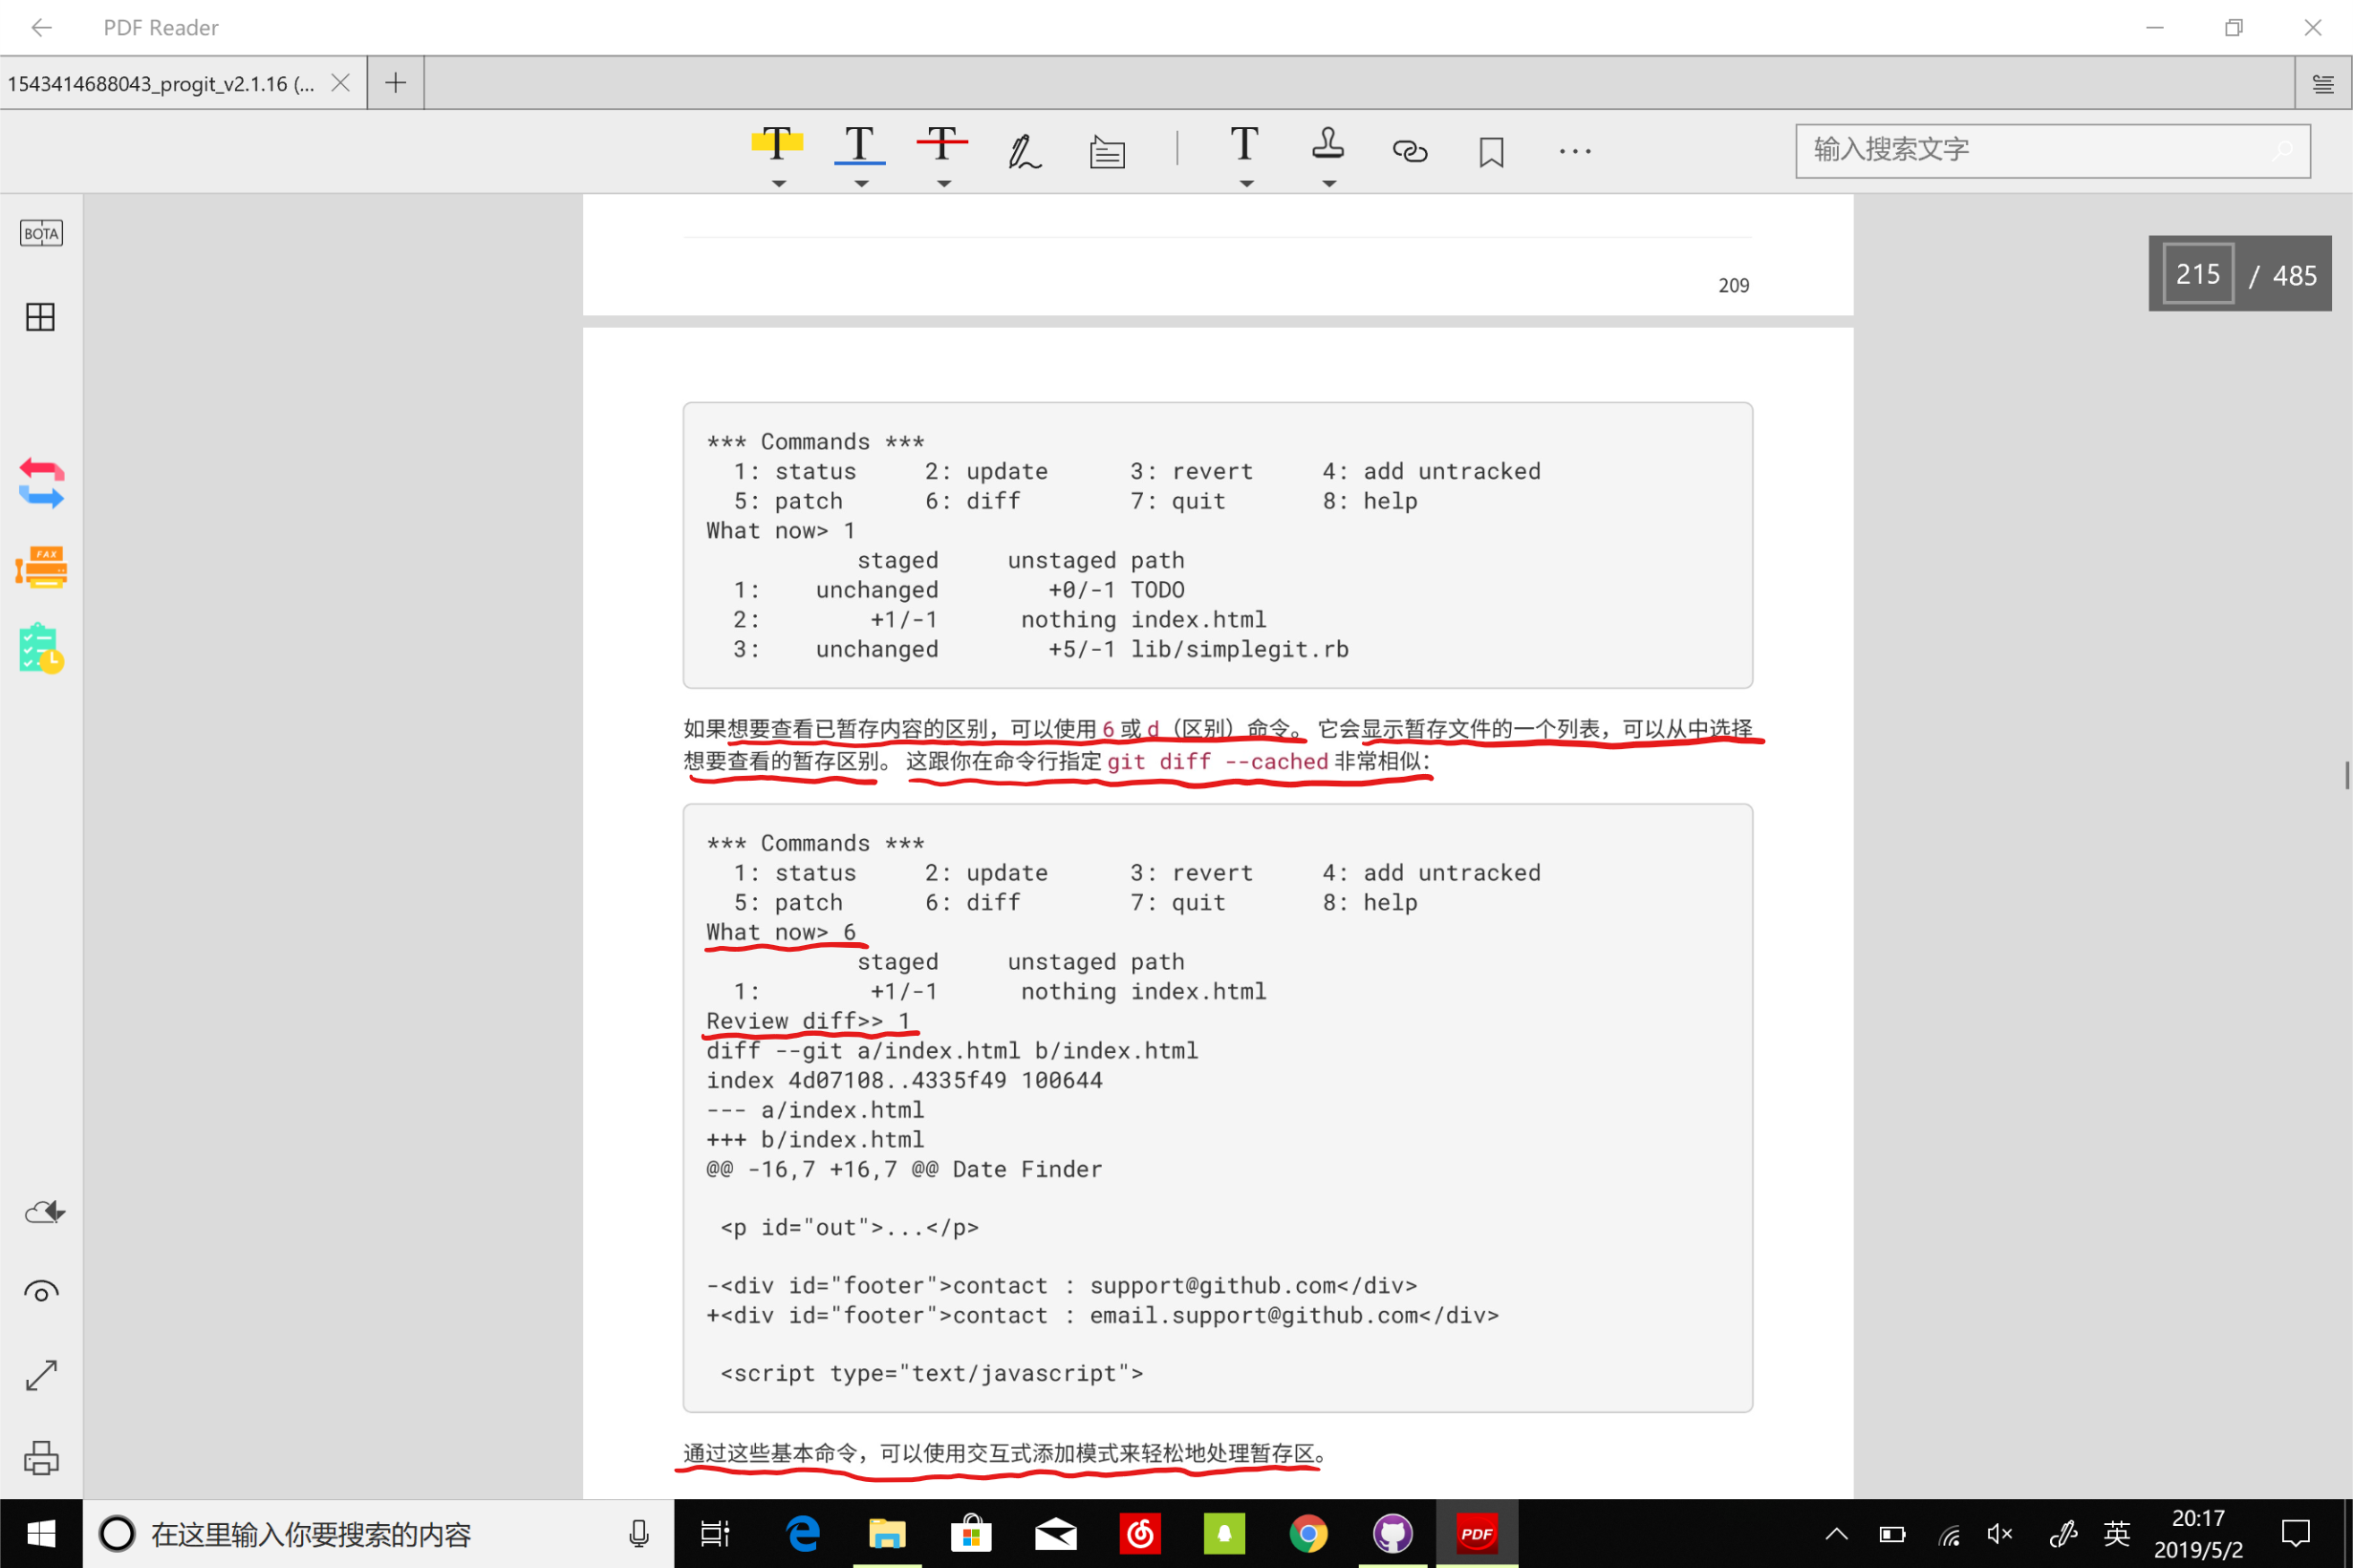 PDF Reader
1543414688043_progit_v2.1.16 (...
输入搜索文字
BOTA
FAX
215 / 485
209
*** Commands ***
1: status 2: update 3: revert 4: add untracked
5: patch 6: diff 7: quit 8: help
What now> 1
staged unstaged path
1: unchanged +0/-1 TODO
2: +1/-1 nothing index.html
3: unchanged +5/-1 lib/simplegit.rb
如果想要查看已暂存内容的区别，可以使用 6 或 d（区别）命令。 它会显示暂存文件的一个列表，可以从中选择
想要查看的暂存区别。 这跟你在命令行指定 git diff --cached 非常相似：
*** Commands ***
1: status 2: update 3: revert 4: add untracked
5: patch 6: diff 7: quit 8: help
What now> 6
staged unstaged path
1: +1/-1 nothing index.html
Review diff>> 1
diff --git a/index.html b/index.html
index 4d07108..4335f49 100644
--- a/index.html
+++ b/index.html
@@ -16,7 +16,7 @@ Date Finder
<p id="out">...</p>
-<div id="footer">contact : support@github.com</div>
+<div id="footer">contact : email.support@github.com</div>
<script type="text/javascript">
通过这些基本命令，可以使用交互式添加模式来轻松地处理暂存区。
在这里输入你要搜索的内容
PDF
英
20:17
2019/5/2